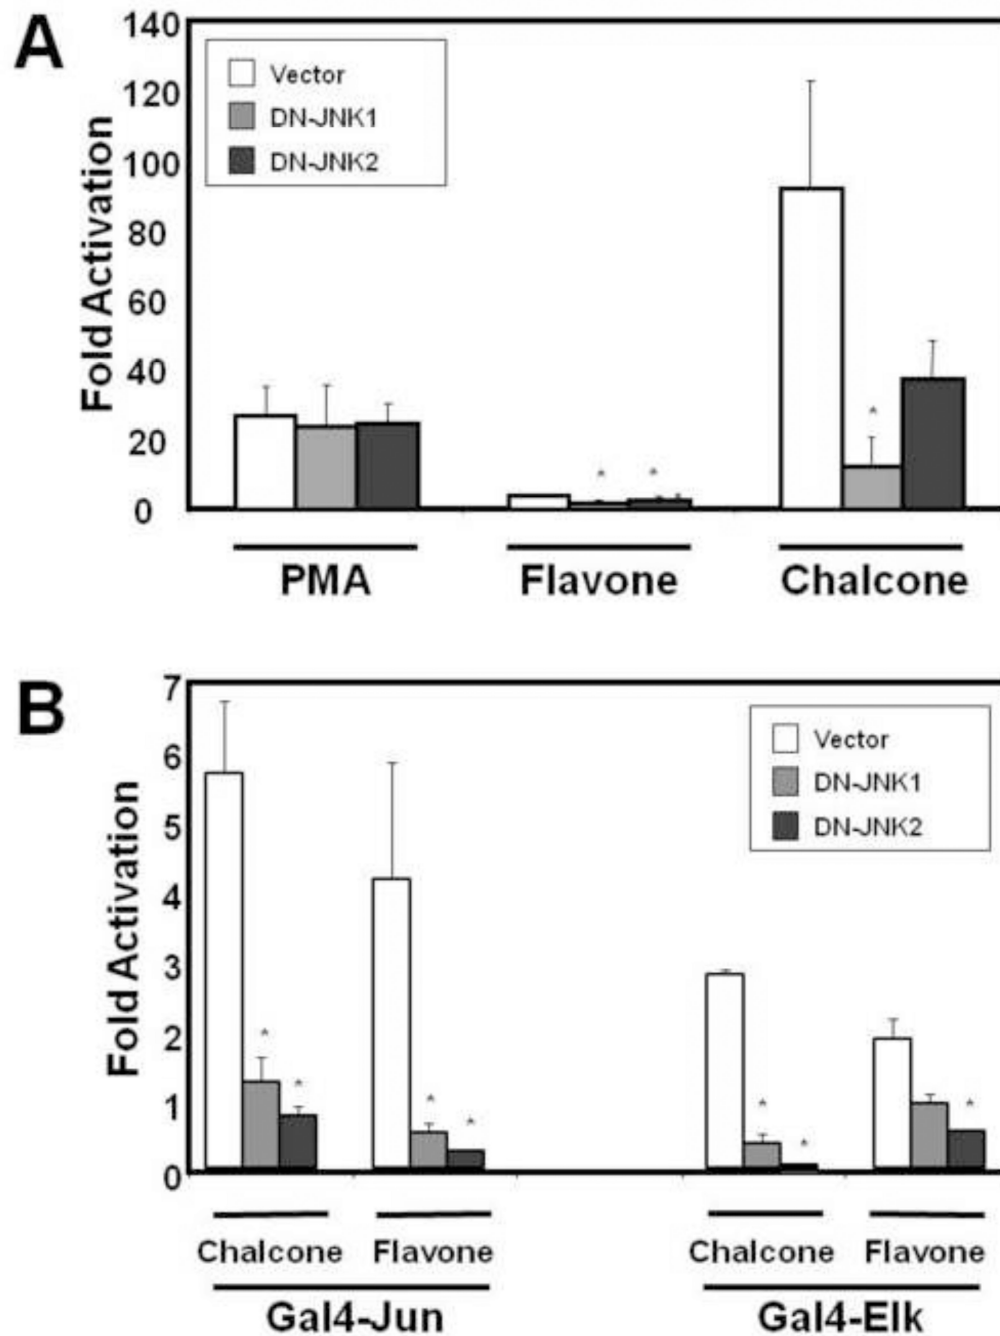 A
140
120
100
80
60
40
20
0
Fold Activation
Vector
DN-JNK1
DN-JNK2
*
*
*
PMA
Flavone
Chalcone
B
7
6
5
4
3
2
1
0
Fold Activation
Vector
DN-JNK1
DN-JNK2
*
*
*
*
*
*
*
Chalcone
Flavone
Chalcone
Flavone
Gal4-Jun
Gal4-Elk